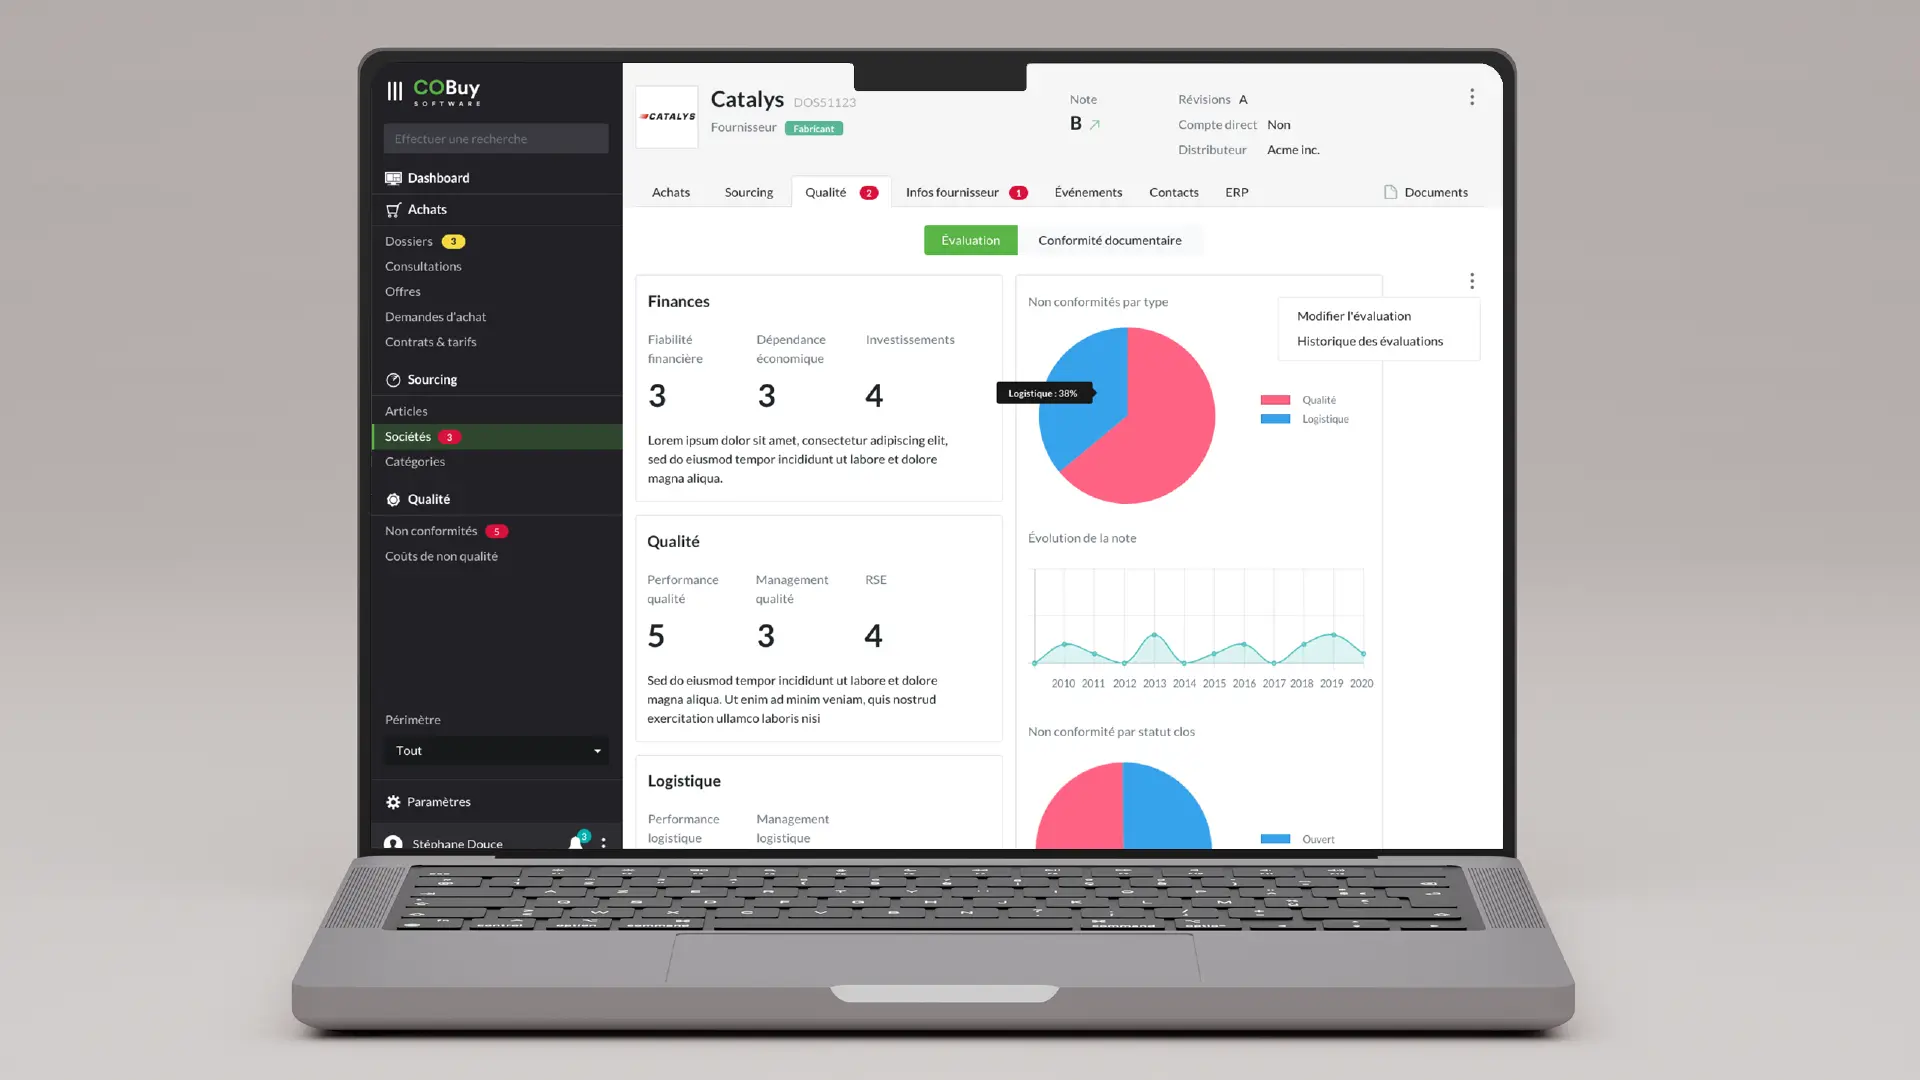 COBuy
SOFTWARE
Effectuer une recherche
Dashboard
Achats
Dossiers 3
Consultations
Offres
Demandes d'achat
Contrats & tarifs
Sourcing
Articles
Sociétés 3
Catégories
Qualité
Non conformités 5
Coûts de non qualité
Périmètre
Tout
Paramètres
Stéphane Douce 3
CATALYS
Catalys DOS51123
Fournisseur Fabricant
Note
B
Révisions A
Compte direct Non
Distributeur Acme inc.
Achats Sourcing Qualité 2 Infos fournisseur 1 Événements Contacts ERP Documents
Évaluation Conformité documentaire
Finances
Fiabilité financière
Dépendance économique
Investissements
3 3 4
Lorem ipsum dolor sit amet, consectetur adipiscing elit,
sed do eiusmod tempor incididunt ut labore et dolore
magna aliqua.
Qualité
Performance qualité
Management qualité
RSE
5 3 4
Sed do eiusmod tempor incididunt ut labore et dolore
magna aliqua. Ut enim ad minim veniam, quis nostrud
exercitation ullamco laboris nisi
Logistique
Performance logistique
Management logistique
Non conformités par type
Modifier l'évaluation
Historique des évaluations
Logistique : 38%
Qualité
Logistique
Évolution de la note
2010 2011 2012 2013 2014 2015 2016 2017 2018 2019 2020
Non conformité par statut clos
Ouvert
control option command command